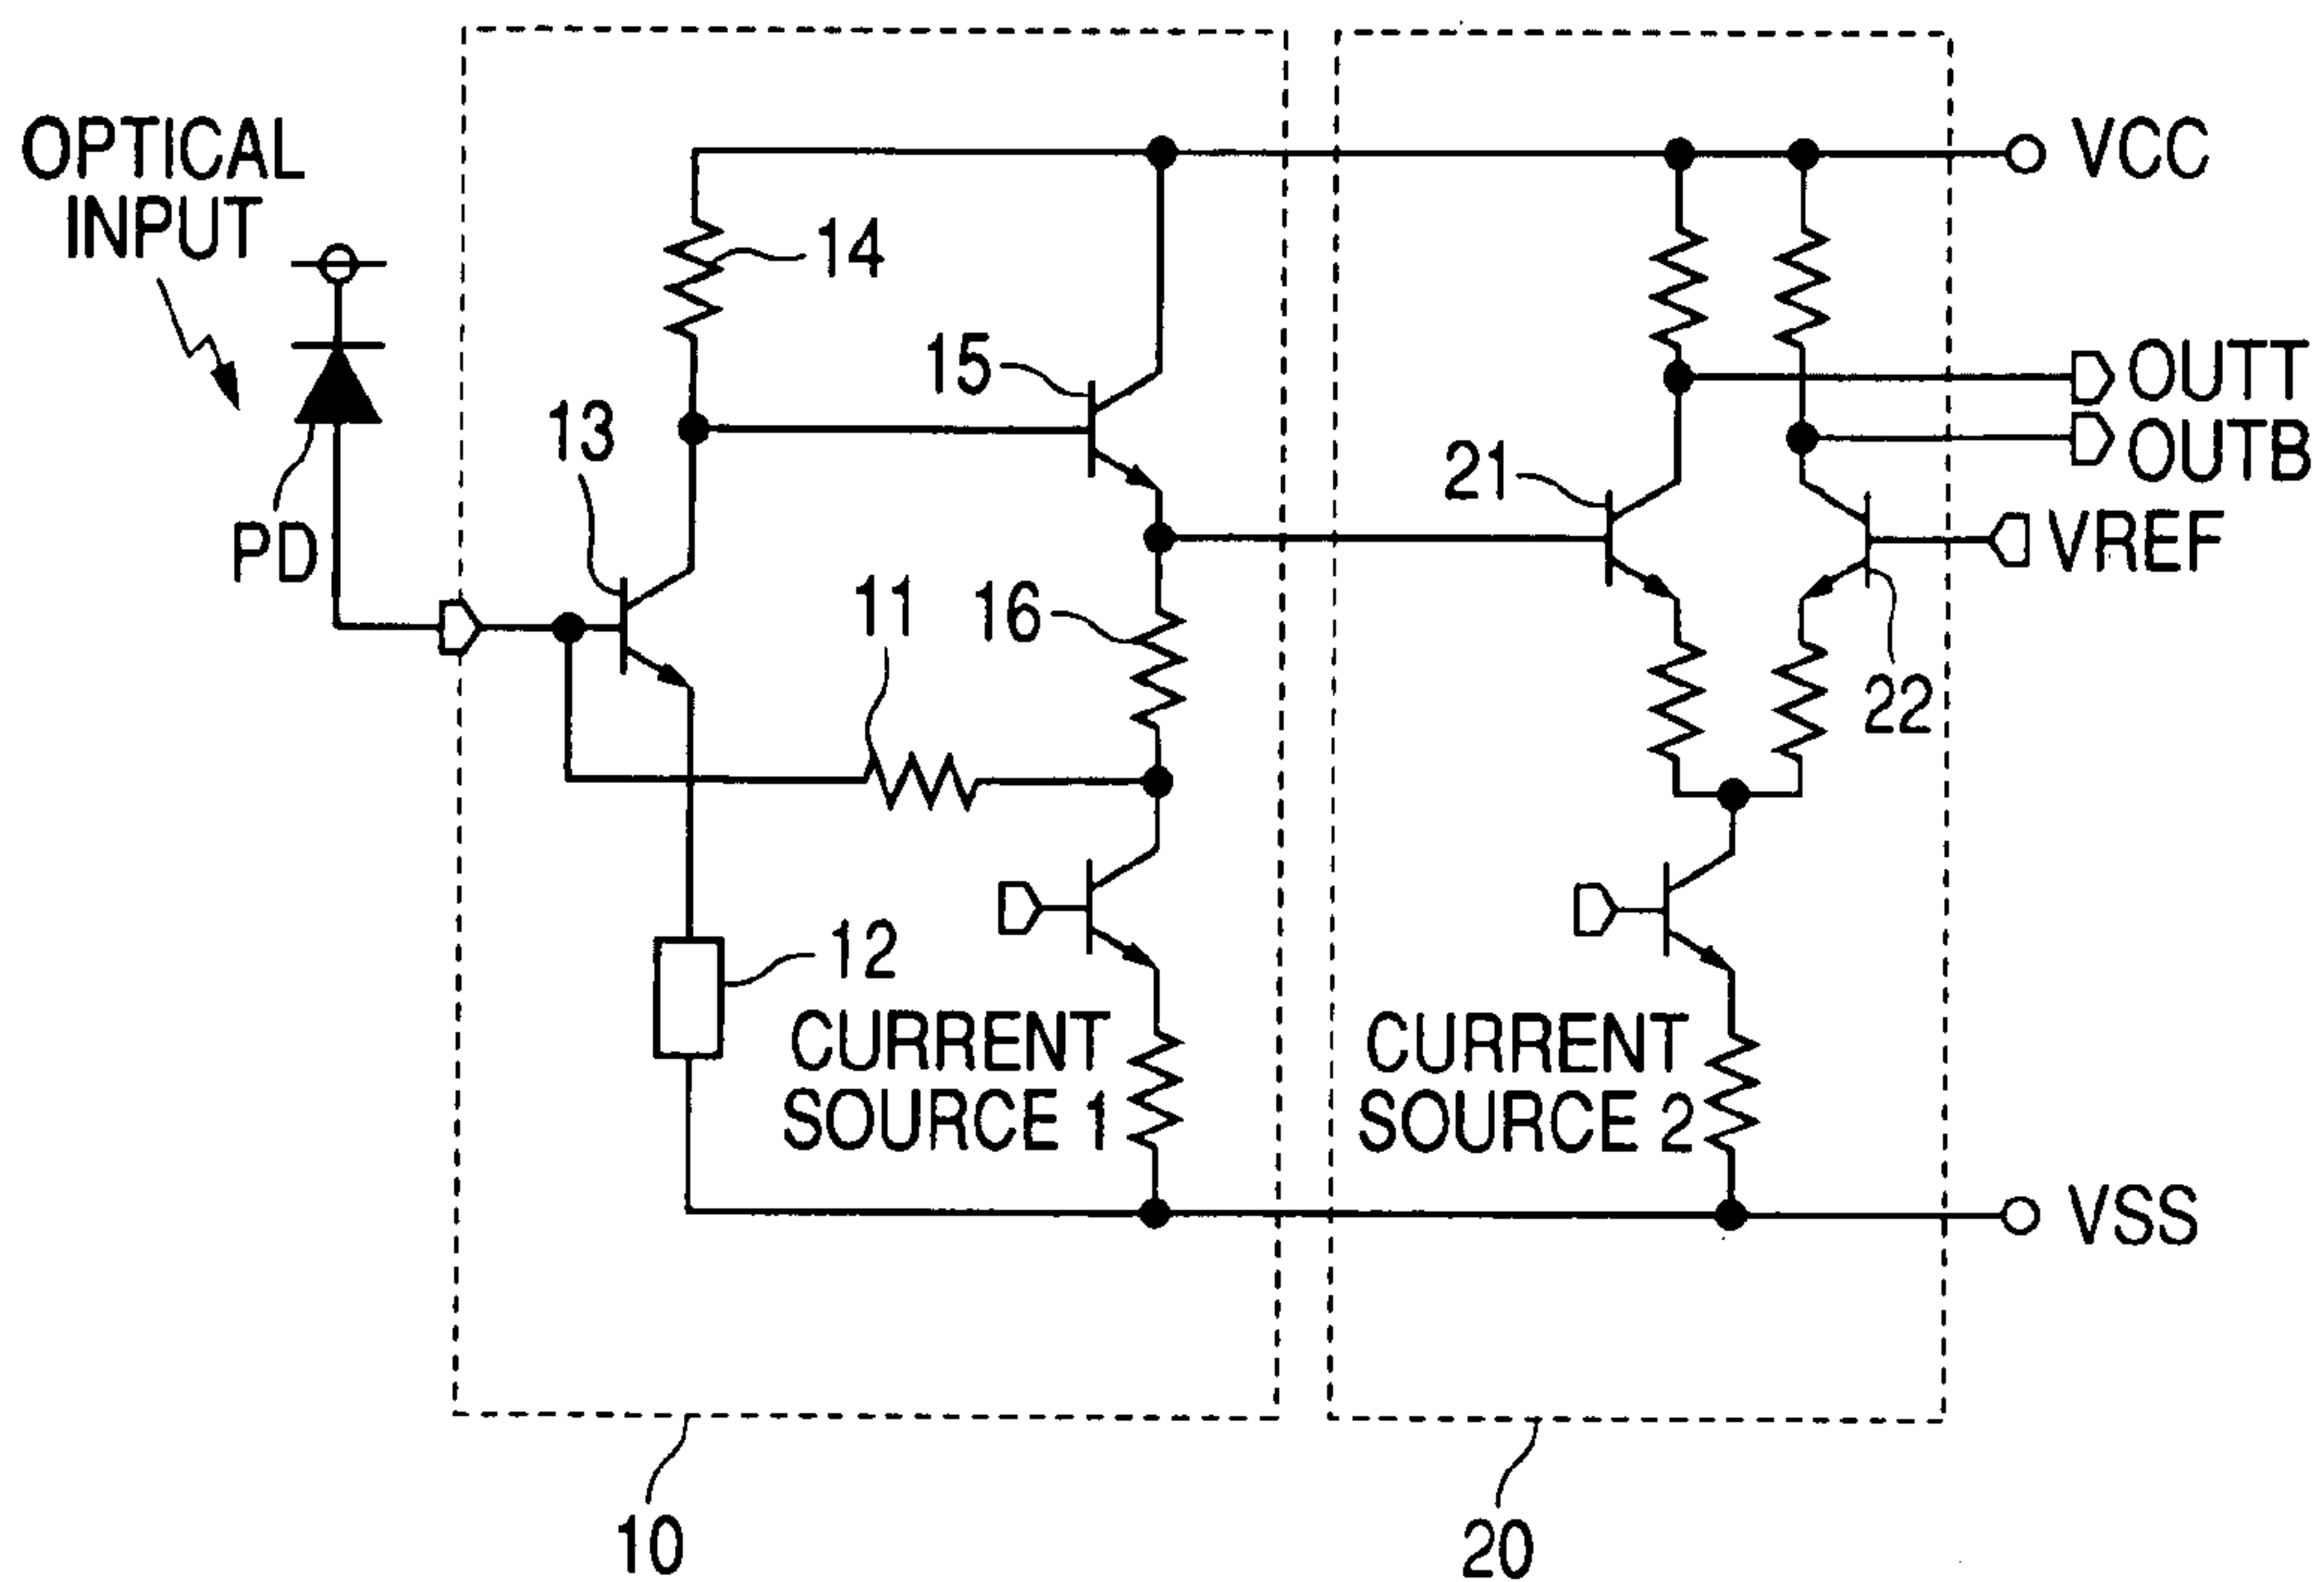 OPTICAL
INPUT
PD
13
14
15
11
16
12
CURRENT
SOURCE 1
10
VCC
OUTT
OUTB
21
VREF
22
CURRENT
SOURCE 2
VSS
20